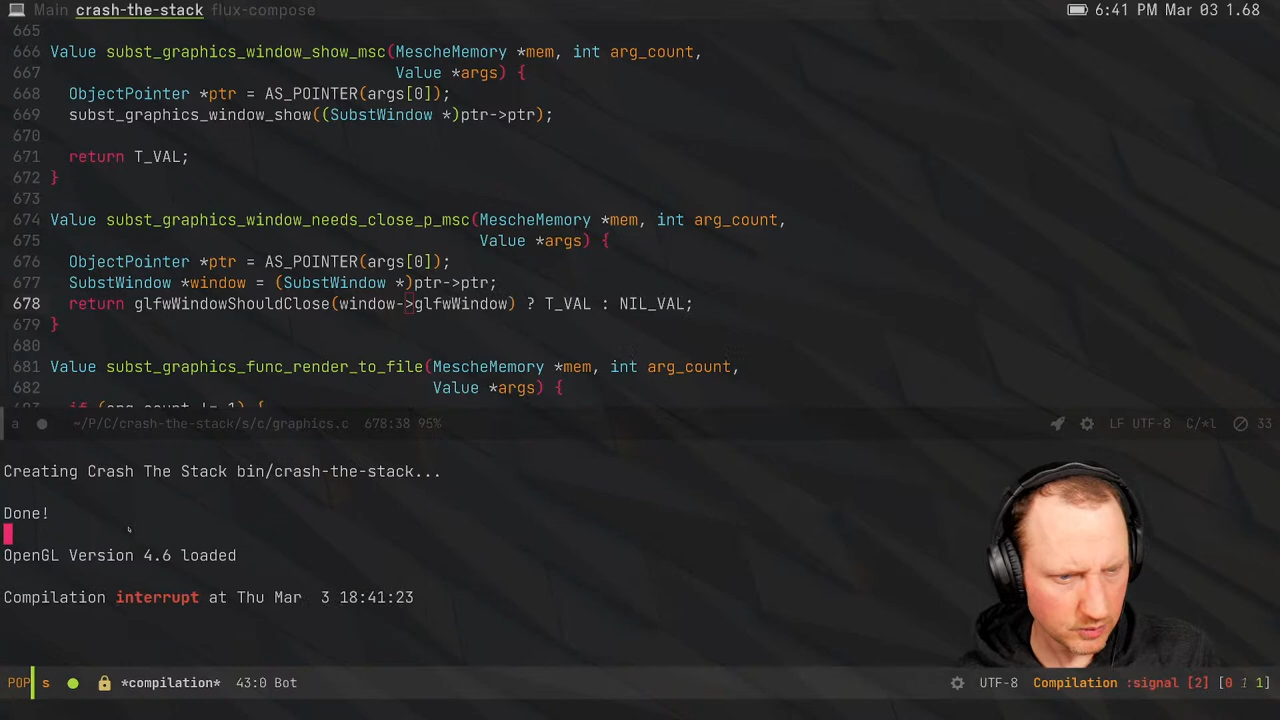 Main crash-the-stack flux-compose 6:41 PM Mar 03 1.68
665
666 Value subst_graphics_window_show_msc(MescheMemory *mem, int arg_count,
667 Value *args) {
668 ObjectPointer *ptr = AS_POINTER(args[0]);
669 subst_graphics_window_show((SubstWindow *)ptr->ptr);
670
671 return T_VAL;
672 }
673
674 Value subst_graphics_window_needs_close_p_msc(MescheMemory *mem, int arg_count,
675 Value *args) {
676 ObjectPointer *ptr = AS_POINTER(args[0]);
677 SubstWindow *window = (SubstWindow *)ptr->ptr;
678 return glfwWindowShouldClose(window->glfwWindow) ? T_VAL : NIL_VAL;
679 }
680
681 Value subst_graphics_func_render_to_file(MescheMemory *mem, int arg_count,
682 Value *args) {
if (arg_count != 1) {
a ~/P/C/crash-the-stack/s/c/graphics.c 678:38 95% LF UTF-8 C/*l 33
Creating Crash The Stack bin/crash-the-stack...
Done!
OpenGL Version 4.6 loaded
Compilation interrupt at Thu Mar 3 18:41:23
POP s *compilation* 43:0 Bot UTF-8 Compilation :signal [2] [0 1 1]